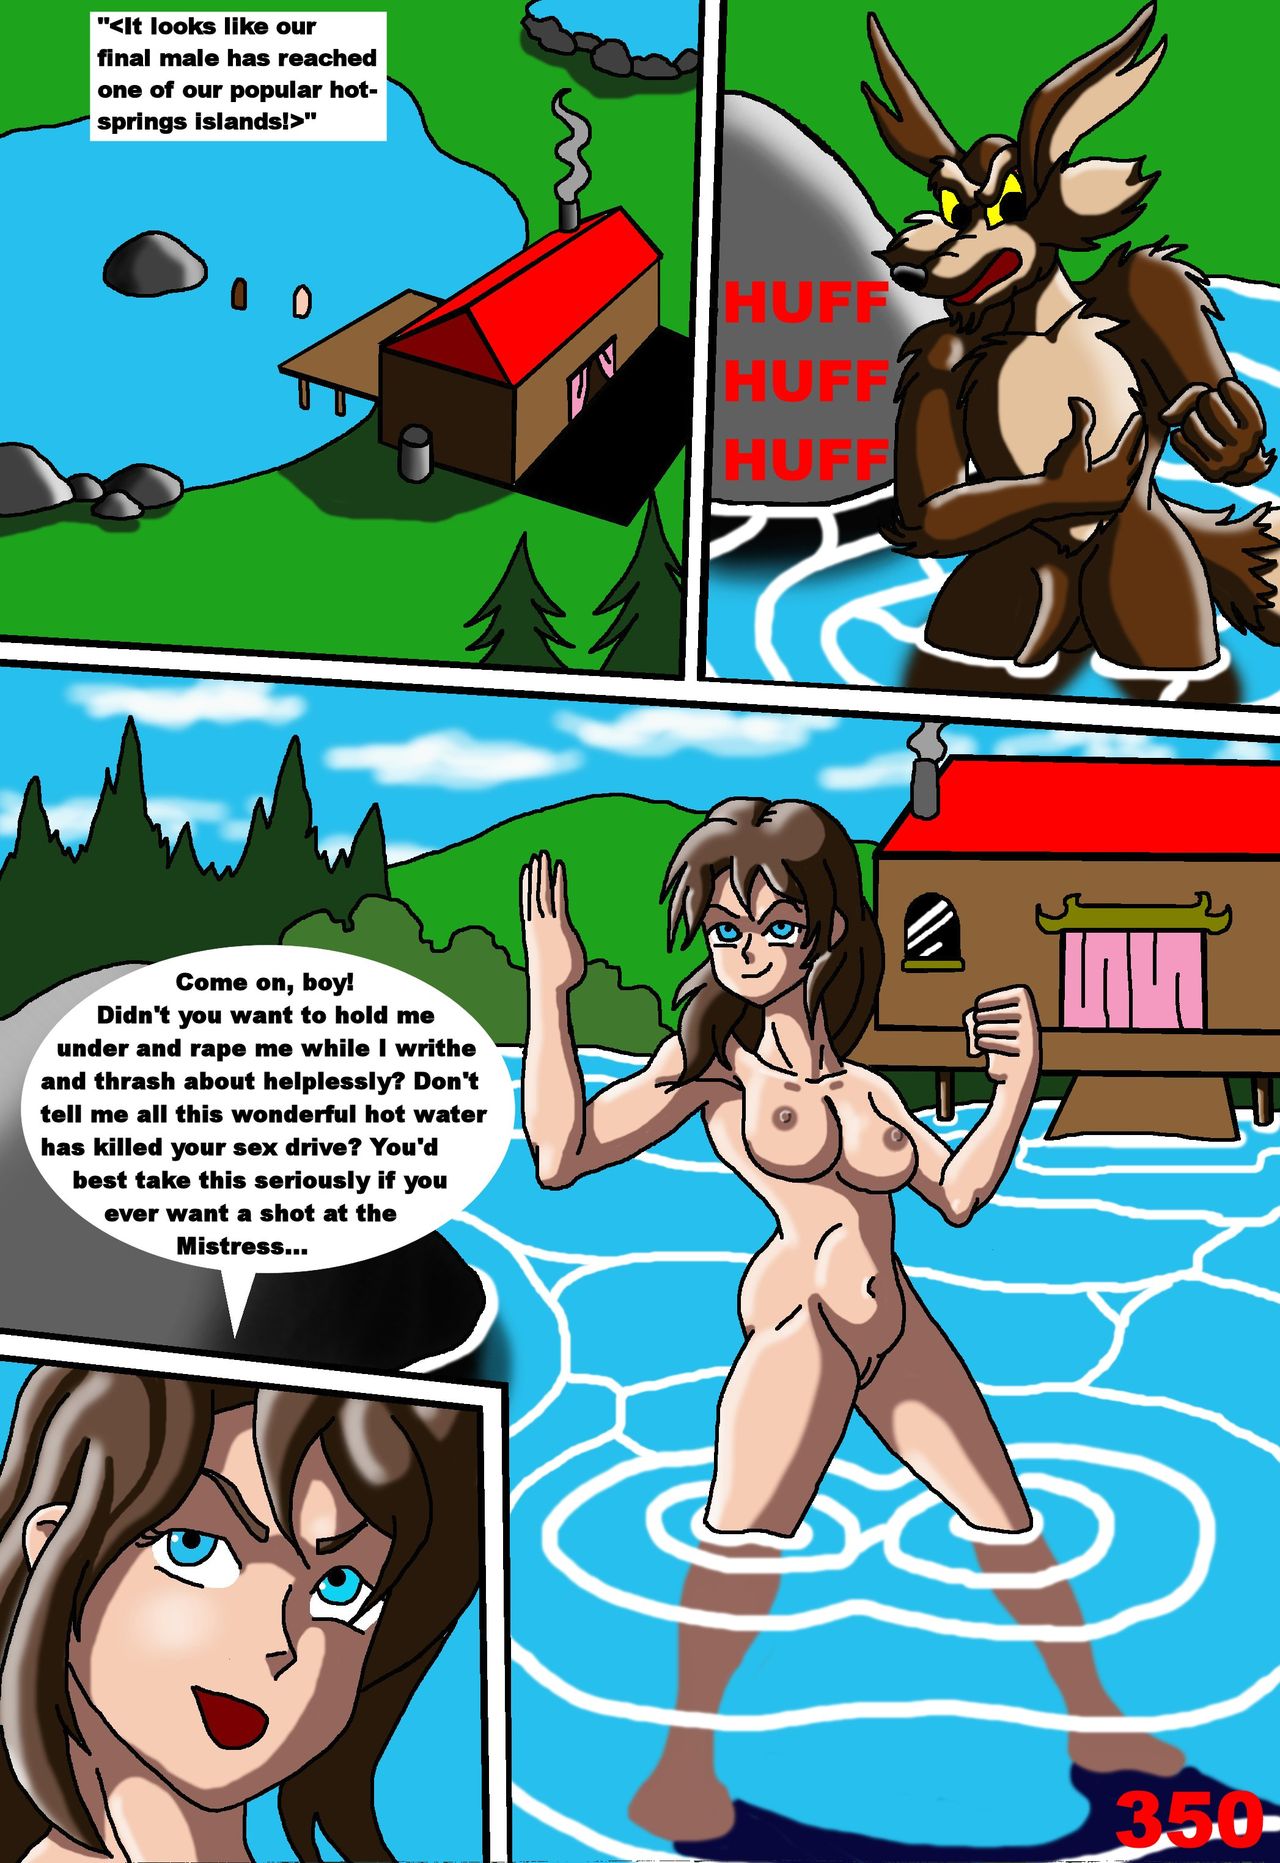 "<It looks like our
final male has reached
one of our popular hot-
springs islands!>"
HUFF
HUFF
HUFF
Come on, boy!
Didn't you want to hold me
under and rape me while I writhe
and thrash about helplessly? Don't
tell me all this wonderful hot water
has killed your sex drive? You'd
best take this seriously if you
ever want a shot at the
Mistress...
350